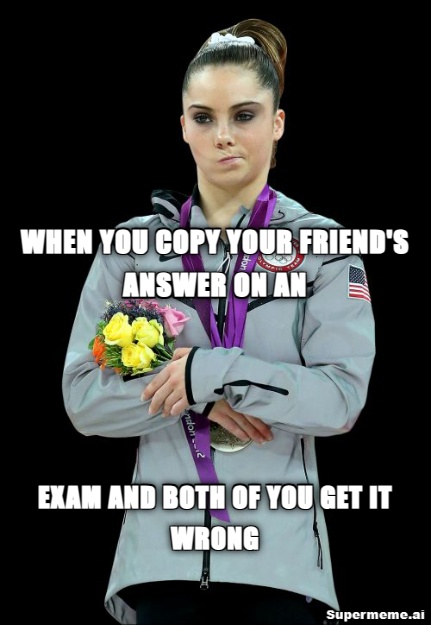 WHEN YOU COPY YOUR FRIEND'S
ANSWER ON AN
EXAM AND BOTH OF YOU GET IT
WRONG
Supermeme.ai